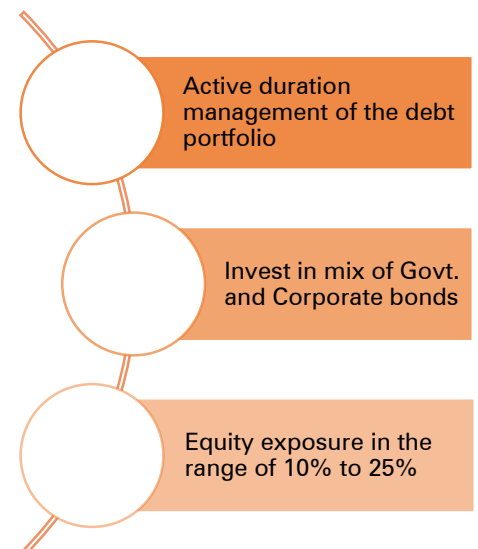 Active duration
management of the debt
portfolio
Invest in mix of Govt.
and Corporate bonds
Equity exposure in the
range of 10% to 25%